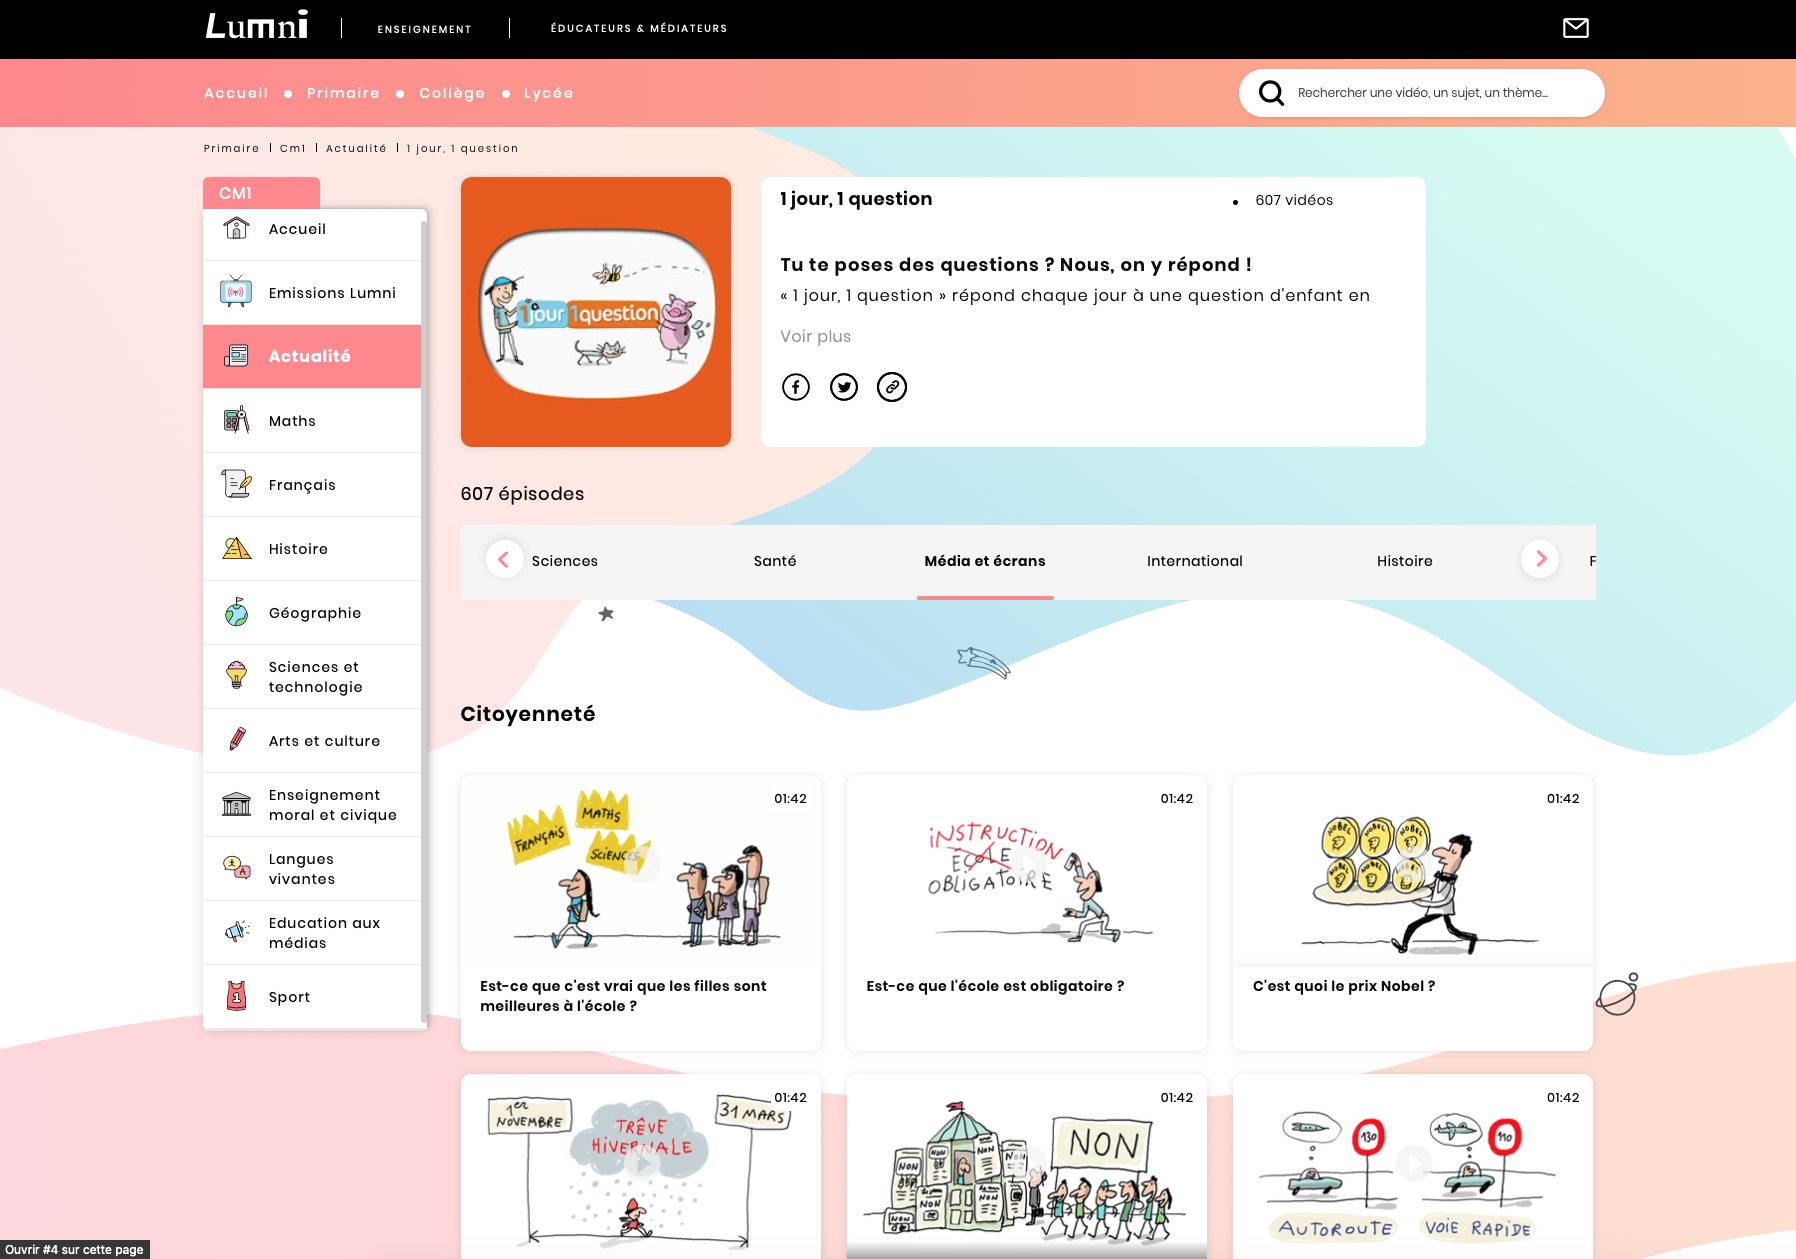 Lumni
ENSEIGNEMENT
ÉDUCATEURS & MÉDIATEURS
Accueil
Primaire
Collège
Lycée
Rechercher une vidéo, un sujet, un thème...
Primaire | Cm1 | Actualité | 1 jour, 1 question
CM1
Accueil
Emissions Lumni
Actualité
Maths
Français
Histoire
Géographie
Sciences et
technologie
Arts et culture
Enseignement
moral et civique
Langues
vivantes
Education aux
médias
1
Sport
1jour 1question
1 jour, 1 question
607 vidéos
Tu te poses des questions ? Nous, on y répond !
« 1 jour, 1 question » répond chaque jour à une question d'enfant en
Voir plus
607 épisodes
Sciences
Santé
Média et écrans
International
Histoire
F
Citoyenneté
01:42
FRANÇAIS
MATHS
SCIENCES
Est-ce que c'est vrai que les filles sont
meilleures à l'école ?
01:42
INSTRUCTION
ÉCOLE
OBLIGATOIRE
Est-ce que l'école est obligatoire ?
01:42
NOBEL
NOBEL
NOBEL
C'est quoi le prix Nobel ?
01:42
1er
NOVEMBRE
TRÊVE
HIVERNALE
31 MARS
01:42
NON
NON
NON
NON
NON
NON
01:42
130
110
AUTOROUTE
VOIE RAPIDE
Ouvrir #4 sur cette page